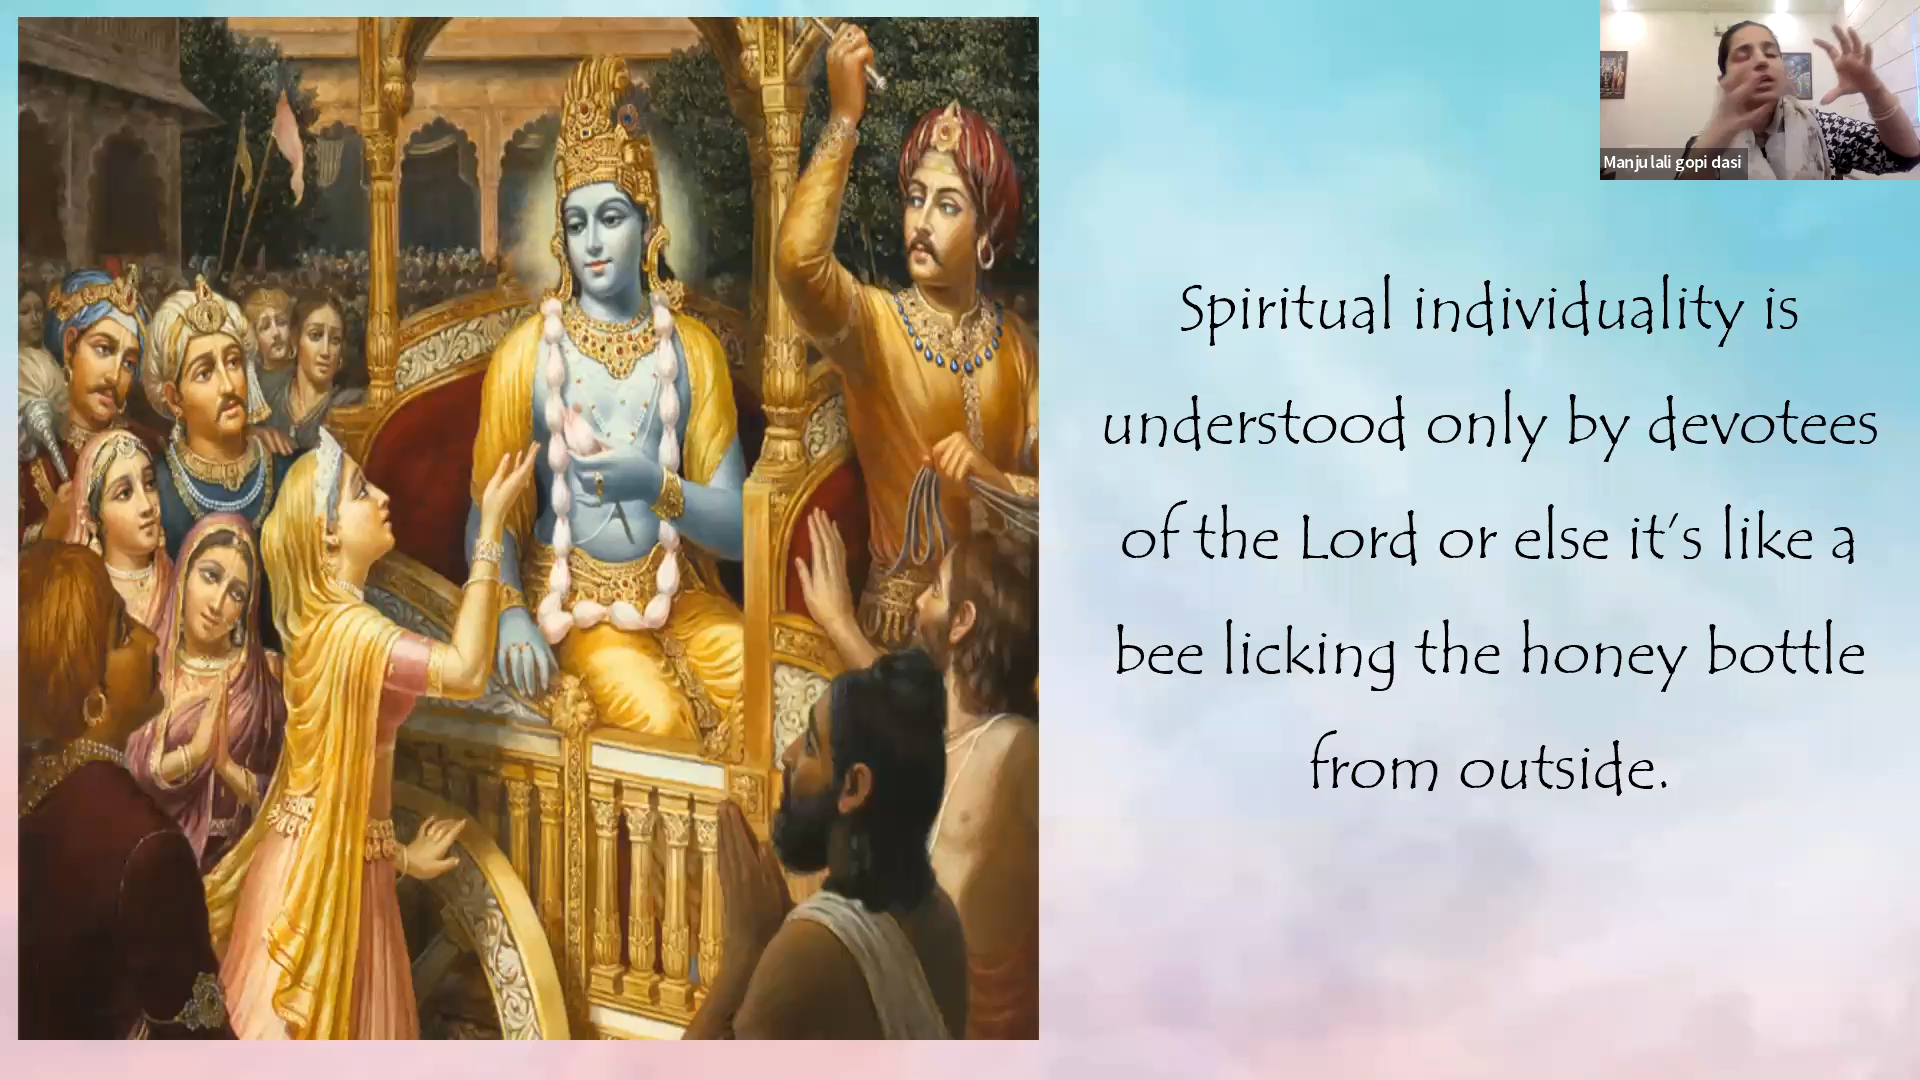 Manju lali gopi dasi
Spiritual individuality is
understood only by devotees
of the Lord or else it's like a
bee licking the honey bottle
from outside.